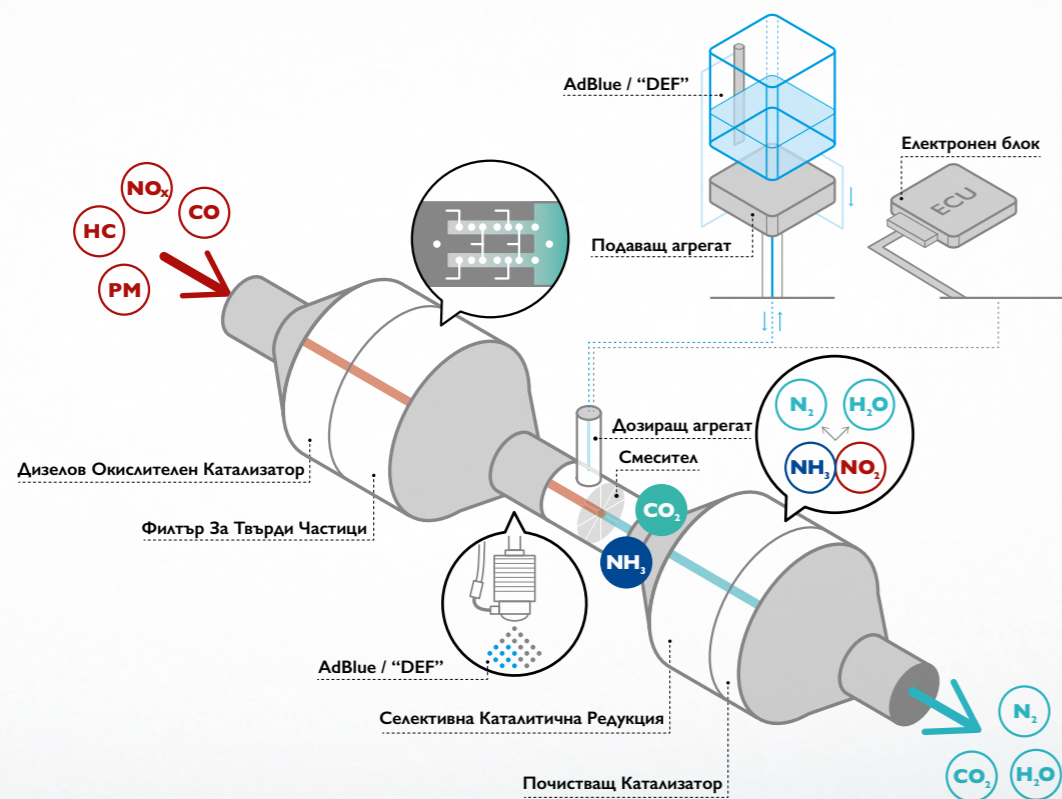 AdBlue / “DEF”
Електронен блок
ECU
Подаващ агрегат
NOₓ
CO
HC
PM
N₂
H₂O
NH₃
NO₂
Дозиращ агрегат
Смесител
Дизелов Окислителен Катализатор
Филтър За Твърди Частици
CO₂
NH₃
AdBlue / “DEF”
Селективна Каталитична Редукция
Почистващ Катализатор
N₂
CO₂
H₂O